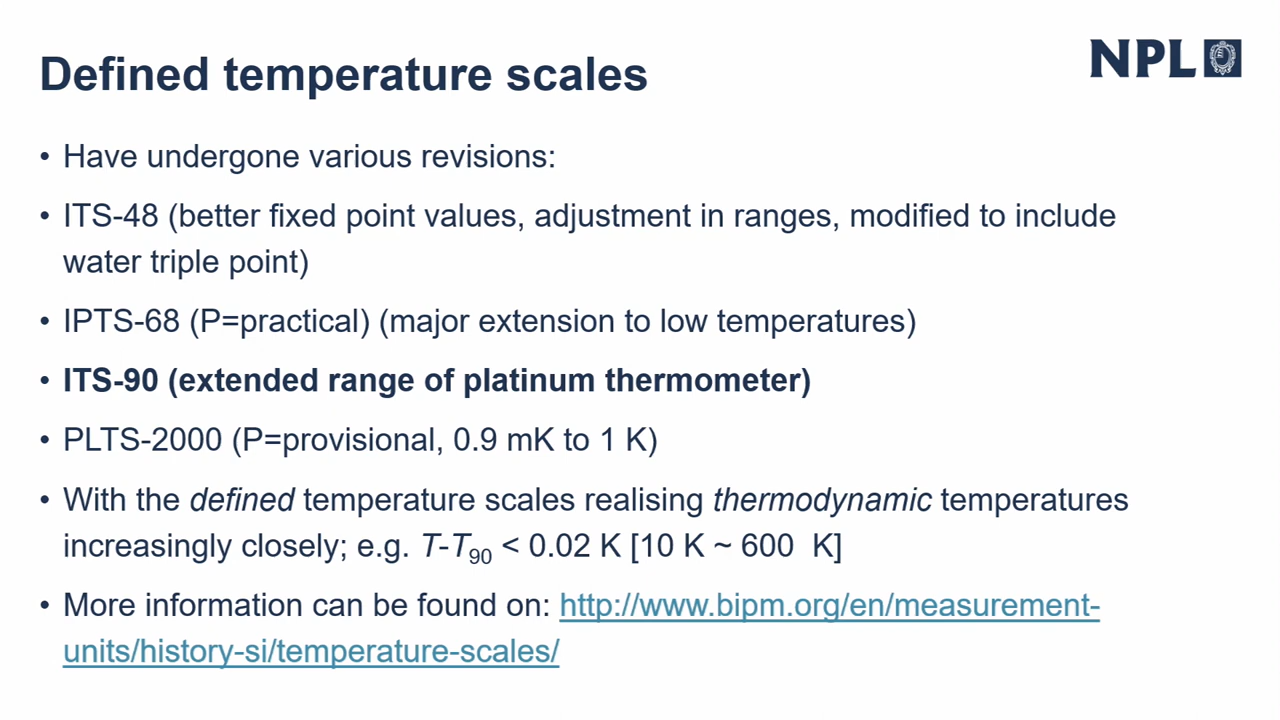 Defined temperature scales
NPL
• Have undergone various revisions:
• ITS-48 (better fixed point values, adjustment in ranges, modified to include
water triple point)
• IPTS-68 (P=practical) (major extension to low temperatures)
• ITS-90 (extended range of platinum thermometer)
• PLTS-2000 (P=provisional, 0.9 mK to 1 K)
• With the defined temperature scales realising thermodynamic temperatures
increasingly closely; e.g. T-T90 < 0.02 K [10 K ~ 600  K]
• More information can be found on: http://www.bipm.org/en/measurement-
units/history-si/temperature-scales/